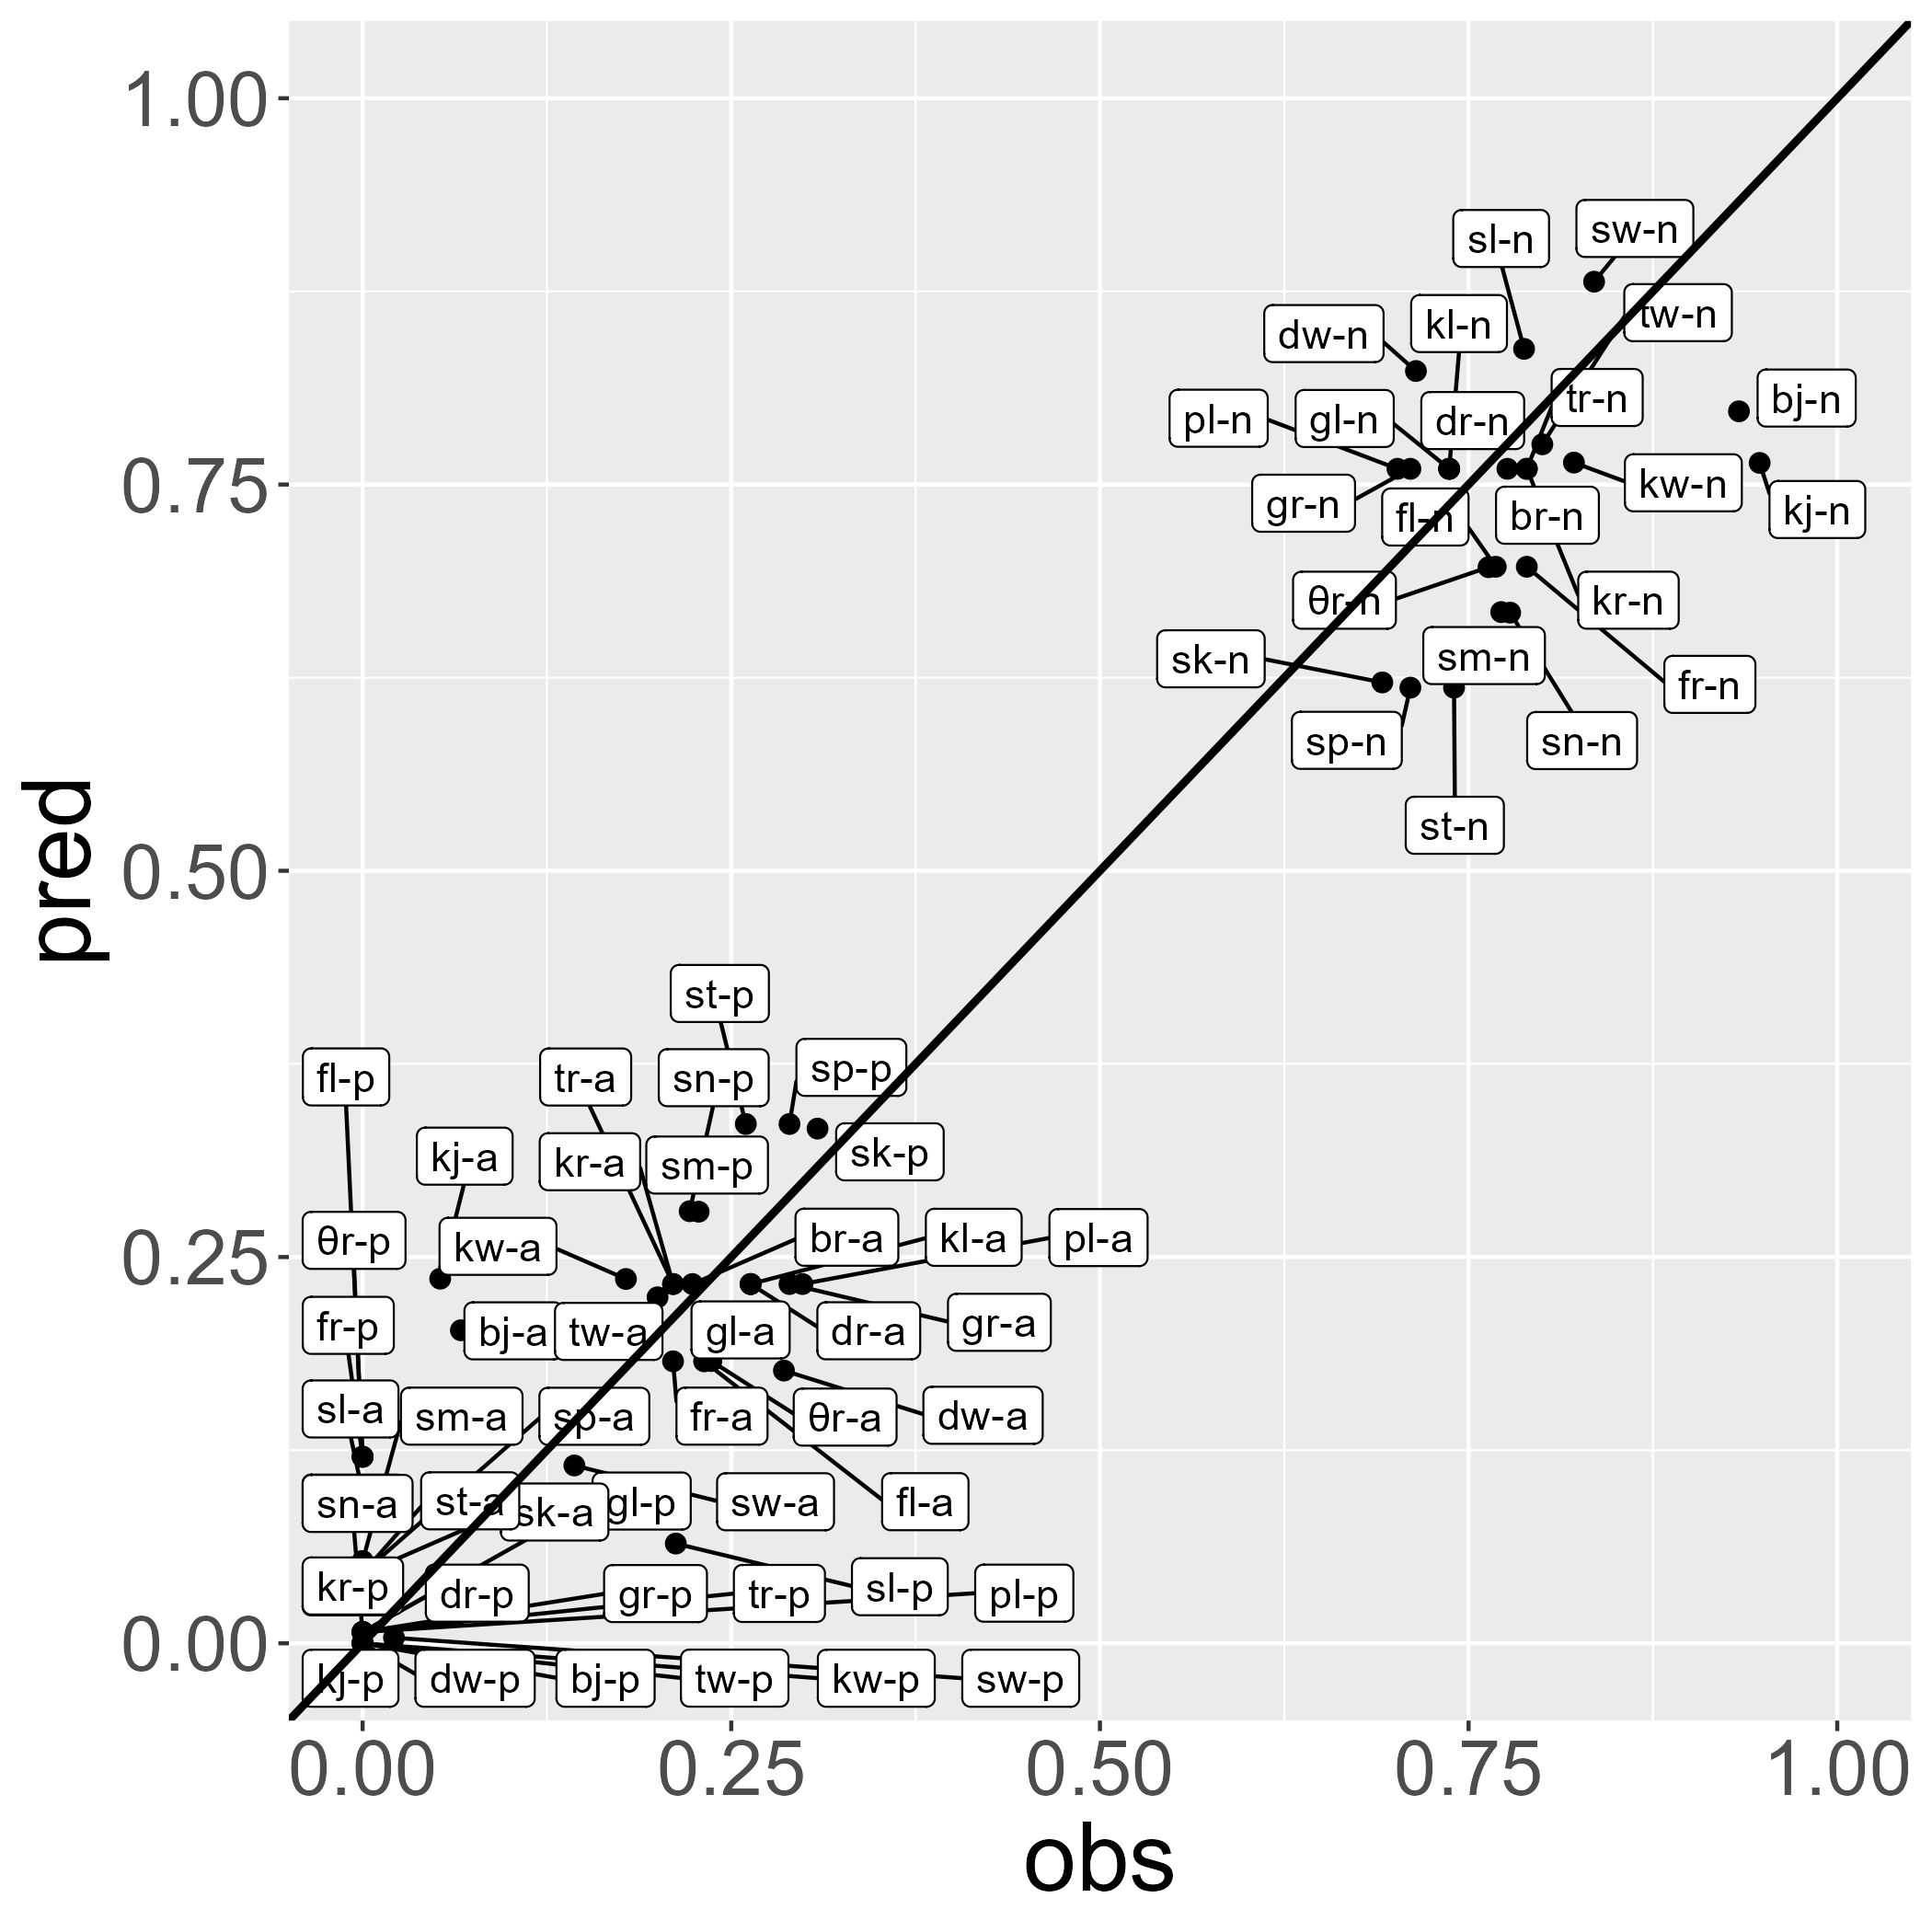 1.00
0.75
0.50
0.25
0.00
pred
sw-n
sl-n
tw-n
kl-n
dw-n
tr-n
bj-n
pl-n
gl-n
dr-n
kw-n
gr-n
kj-n
fl-n
br-n
θr-n
kr-n
sk-n
sm-n
fr-n
sp-n
sn-n
st-n
st-p
sp-p
fl-p
tr-a
sn-p
kj-a
kr-a
sm-p
sk-p
θr-p
kw-a
br-a
kl-a
pl-a
fr-p
bj-a
tw-a
gl-a
dr-a
gr-a
sl-a
sm-a
sp-a
fr-a
θr-a
dw-a
sn-a
st-a
sk-a
gl-p
sw-a
fl-a
kr-p
dr-p
gr-p
tr-p
sl-p
pl-p
kj-p
dw-p
bj-p
tw-p
kw-p
sw-p
0.00
0.25
0.50
0.75
1.00
obs